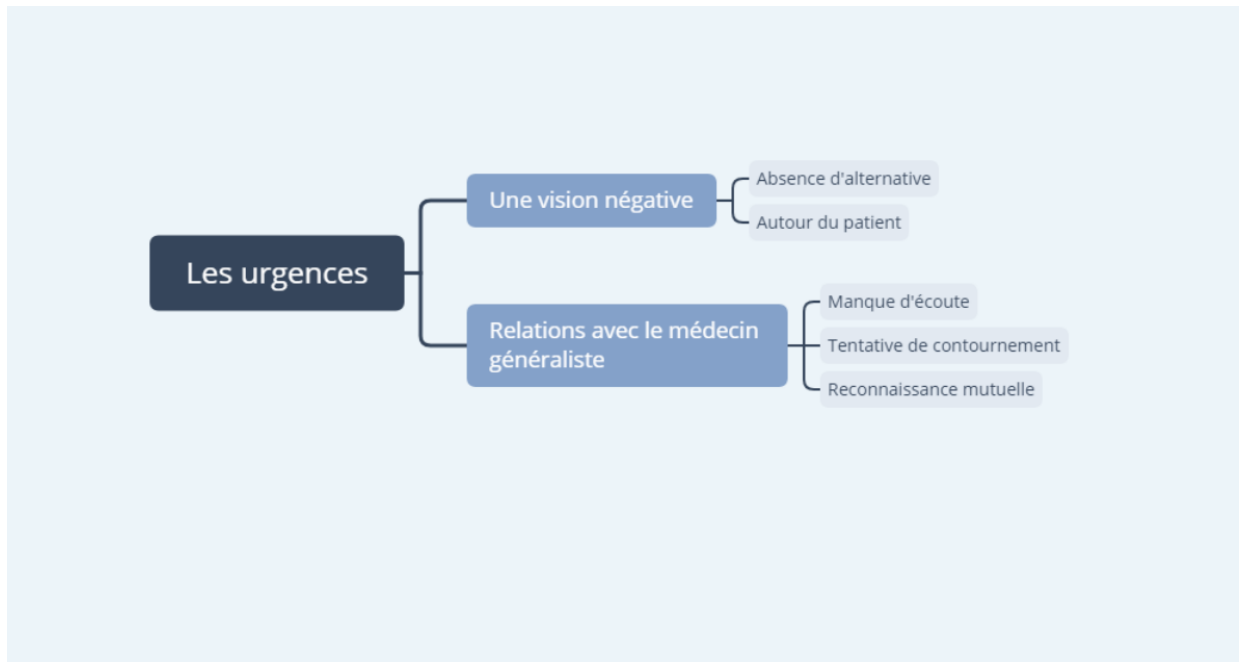 Les urgences
Une vision négative
Absence d'alternative
Autour du patient
Relations avec le médecin
généraliste
Manque d'écoute
Tentative de contournement
Reconnaissance mutuelle